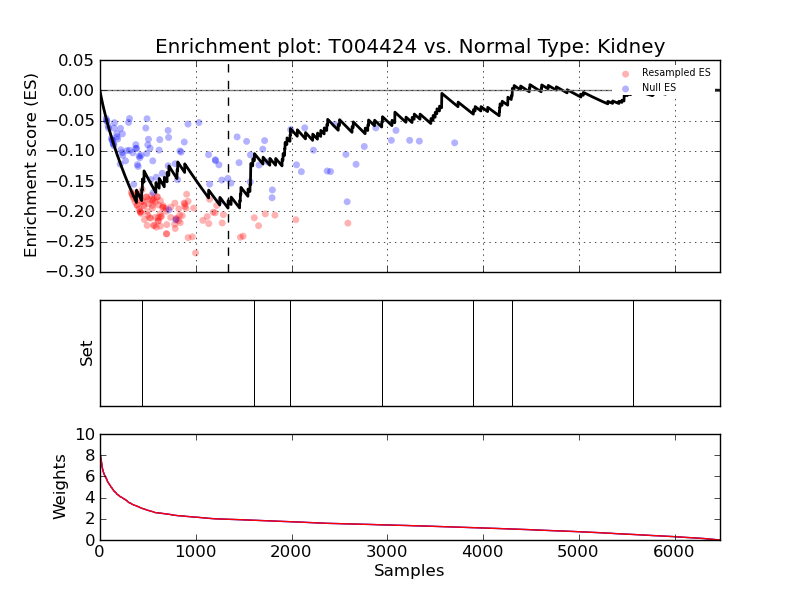 Enrichment plot: T004424 vs. Normal Type: Kidney
Enrichment score (ES)
0.05
0.00
−0.05
−0.10
−0.15
−0.20
−0.25
−0.30
Resampled ES
Null ES
Set
Weights
10
8
6
4
2
0
0 1000 2000 3000 4000 5000 6000
Samples